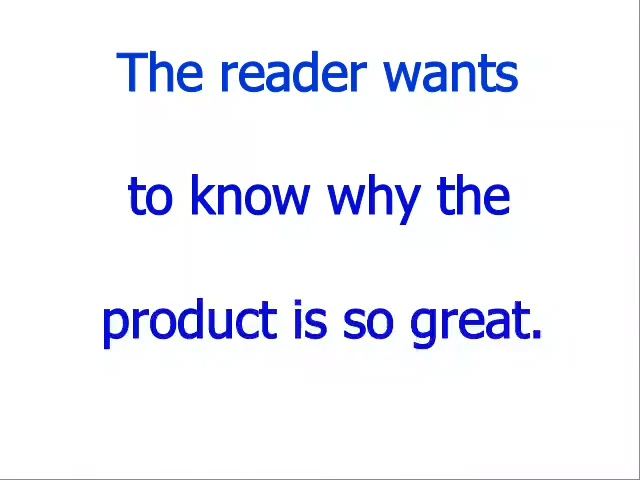 The reader wants
to know why the
product is so great.